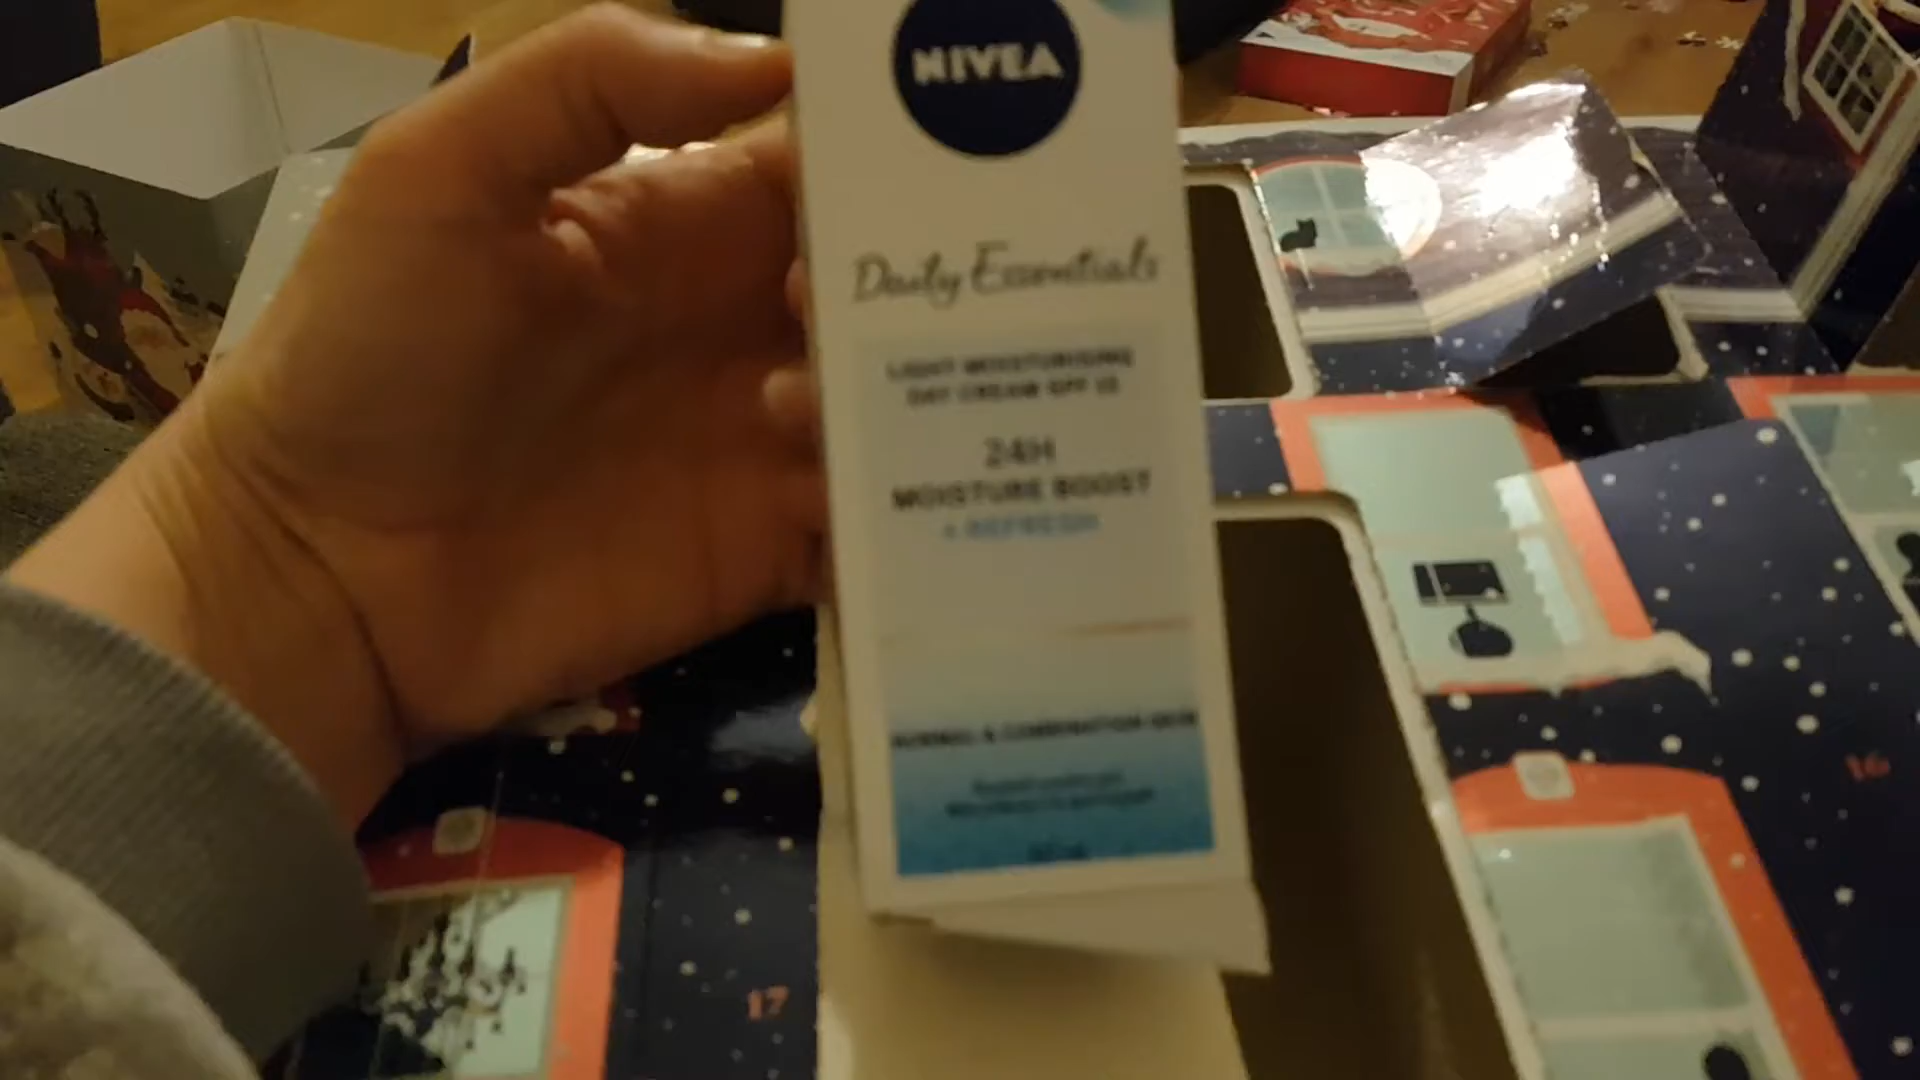 NIVEA
Daily Essentials
LIGHT MOISTURISING
DAY CREAM SPF 15
24H
MOISTURE BOOST
+ REFRESH
NORMAL & COMBINATION SKIN
17
16